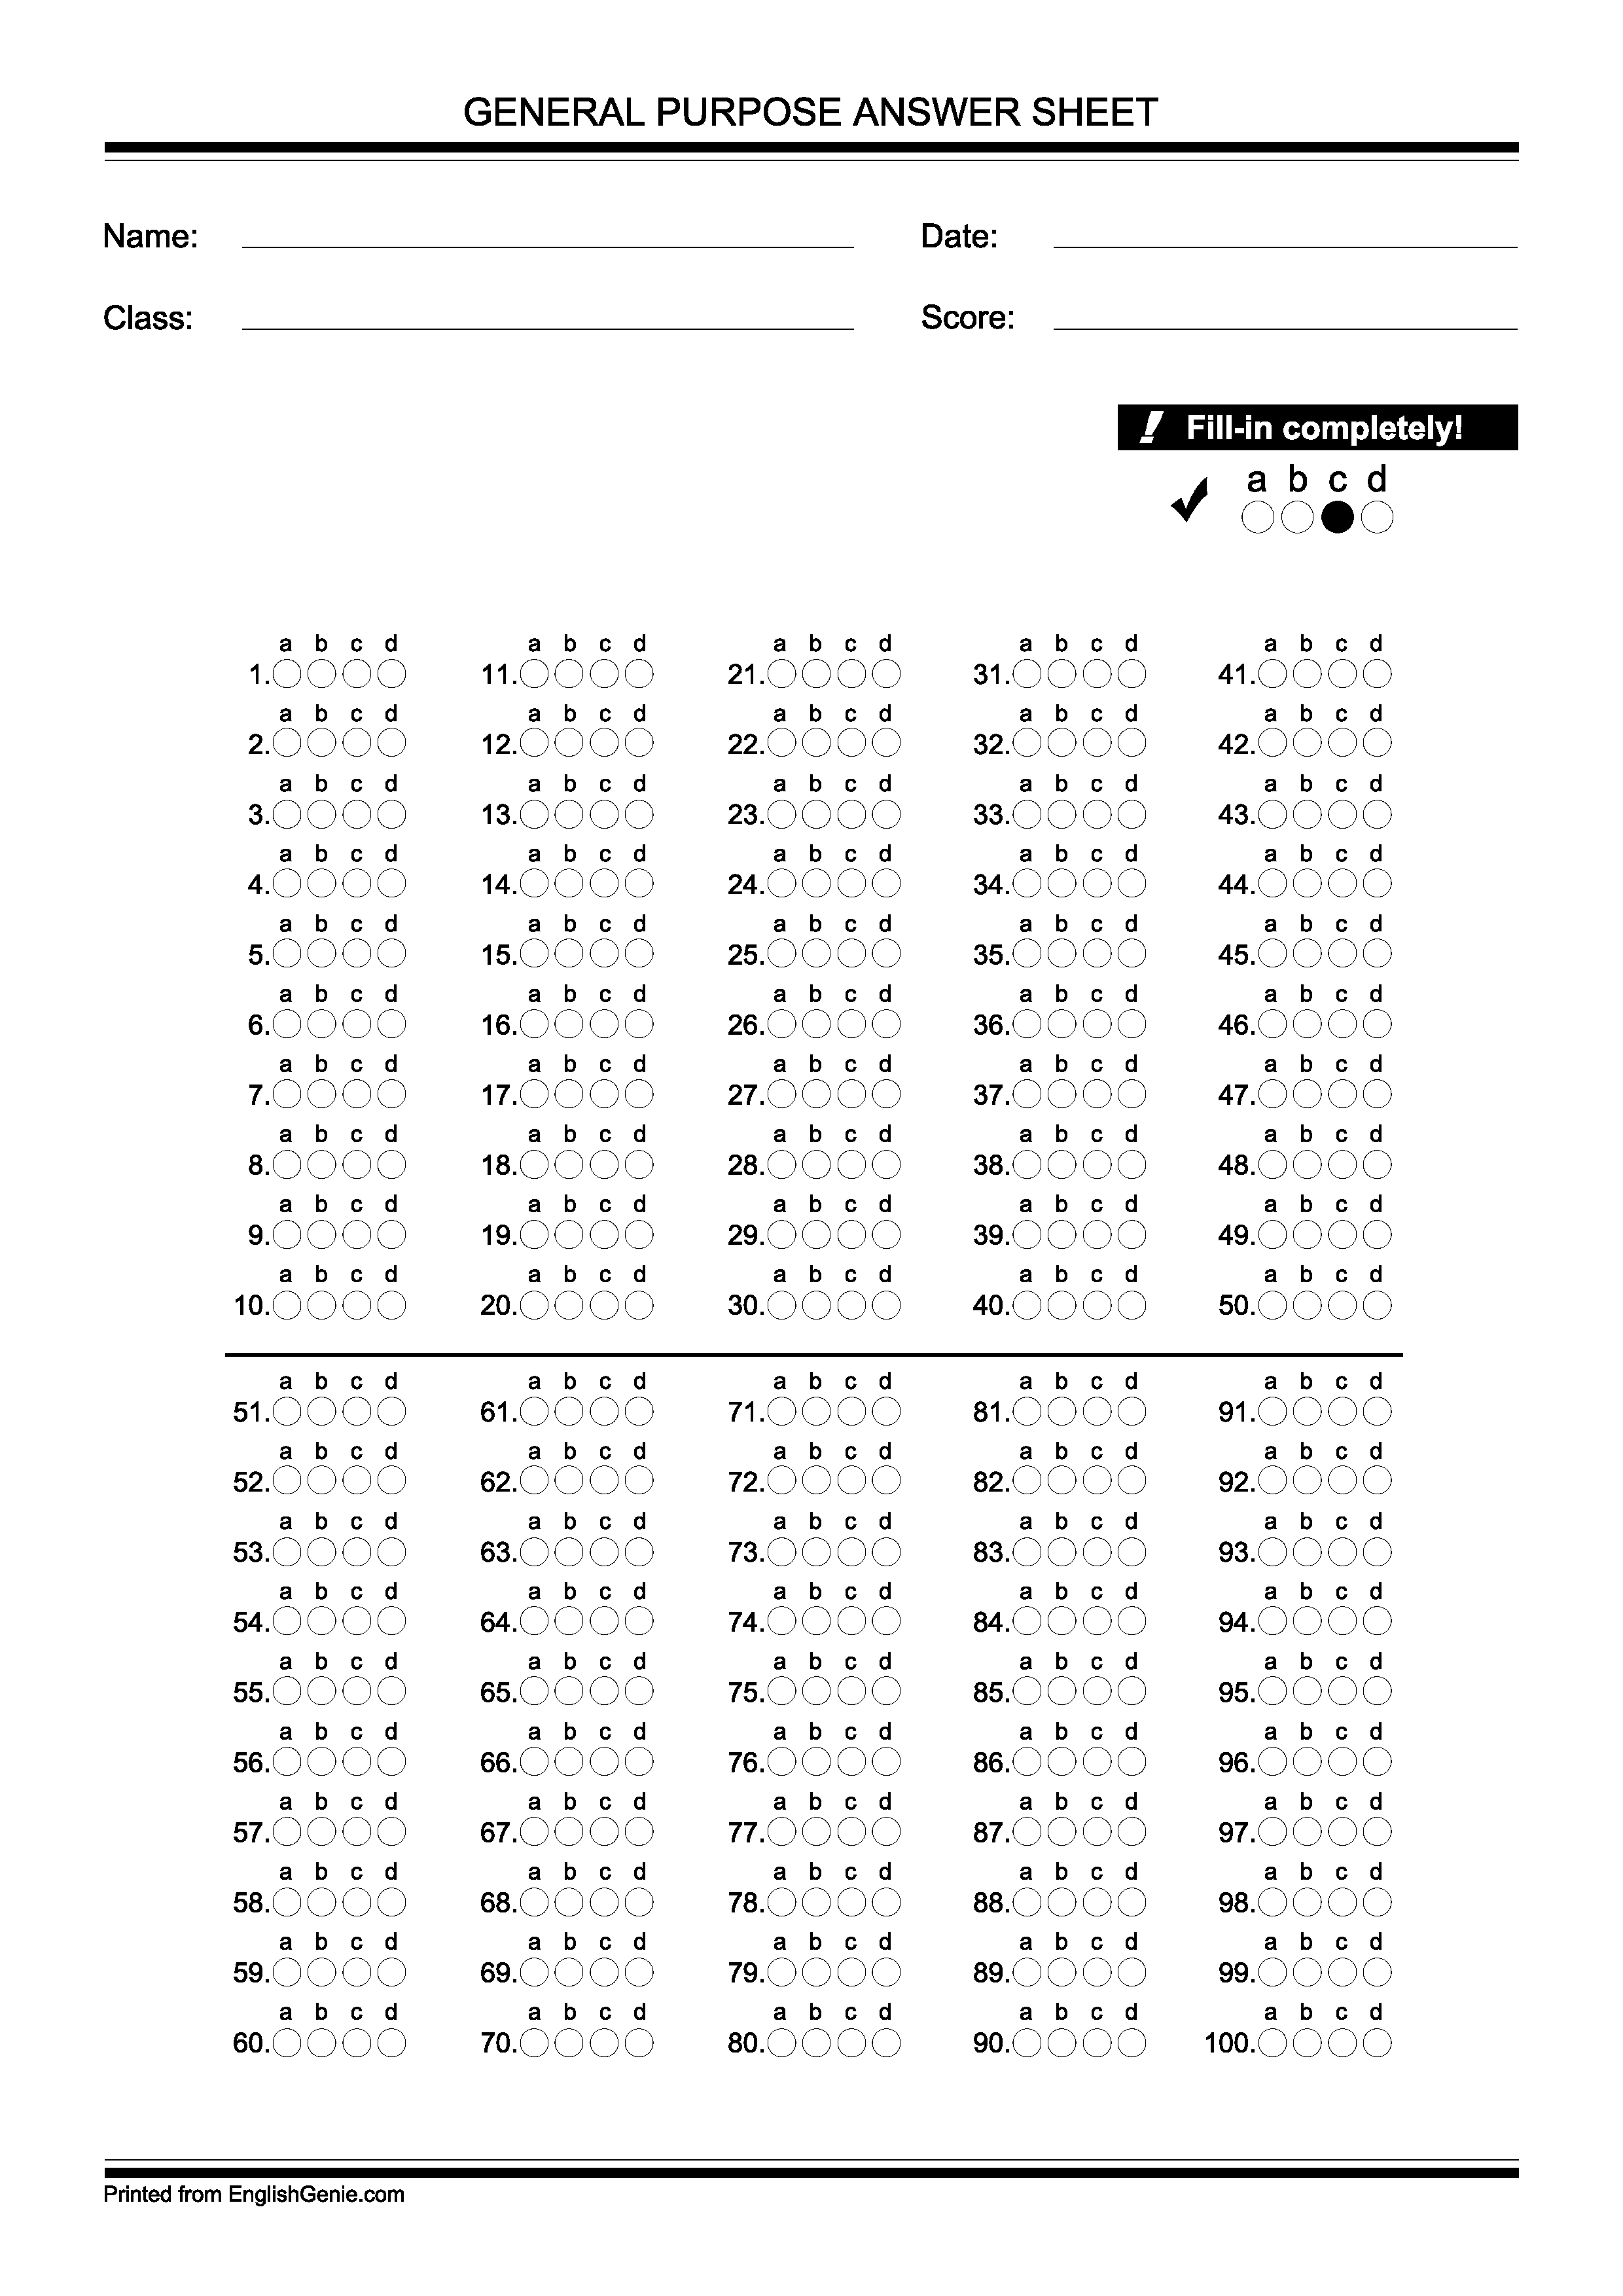 GENERAL PURPOSE ANSWER SHEET
Name: Date:
Class: Score:
! Fill-in completely!
a b c d
a b c d a b c d a b c d a b c d a b c d
1. 11. 21. 31. 41.
a b c d a b c d a b c d a b c d a b c d
2. 12. 22. 32. 42.
a b c d a b c d a b c d a b c d a b c d
3. 13. 23. 33. 43.
a b c d a b c d a b c d a b c d a b c d
4. 14. 24. 34. 44.
a b c d a b c d a b c d a b c d a b c d
5. 15. 25. 35. 45.
a b c d a b c d a b c d a b c d a b c d
6. 16. 26. 36. 46.
a b c d a b c d a b c d a b c d a b c d
7. 17. 27. 37. 47.
a b c d a b c d a b c d a b c d a b c d
8. 18. 28. 38. 48.
a b c d a b c d a b c d a b c d a b c d
9. 19. 29. 39. 49.
a b c d a b c d a b c d a b c d a b c d
10. 20. 30. 40. 50.
a b c d a b c d a b c d a b c d a b c d
51. 61. 71. 81. 91.
a b c d a b c d a b c d a b c d a b c d
52. 62. 72. 82. 92.
a b c d a b c d a b c d a b c d a b c d
53. 63. 73. 83. 93.
a b c d a b c d a b c d a b c d a b c d
54. 64. 74. 84. 94.
a b c d a b c d a b c d a b c d a b c d
55. 65. 75. 85. 95.
a b c d a b c d a b c d a b c d a b c d
56. 66. 76. 86. 96.
a b c d a b c d a b c d a b c d a b c d
57. 67. 77. 87. 97.
a b c d a b c d a b c d a b c d a b c d
58. 68. 78. 88. 98.
a b c d a b c d a b c d a b c d a b c d
59. 69. 79. 89. 99.
a b c d a b c d a b c d a b c d a b c d
60. 70. 80. 90. 100.
Printed from EnglishGenie.com